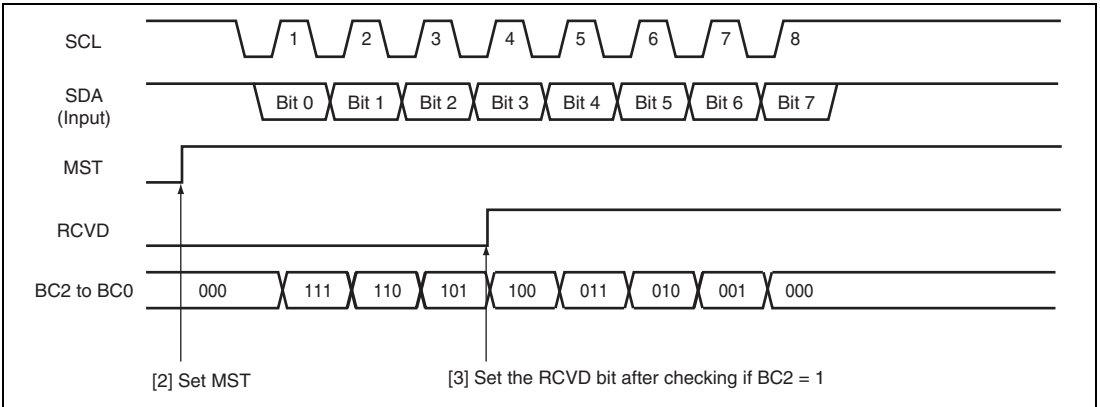 SCL 1 2 3 4 5 6 7 8
SDA
(Input)
Bit 0 Bit 1 Bit 2 Bit 3 Bit 4 Bit 5 Bit 6 Bit 7
MST
RCVD
BC2 to BC0 000 111 110 101 100 011 010 001 000
[2] Set MST [3] Set the RCVD bit after checking if BC2 = 1